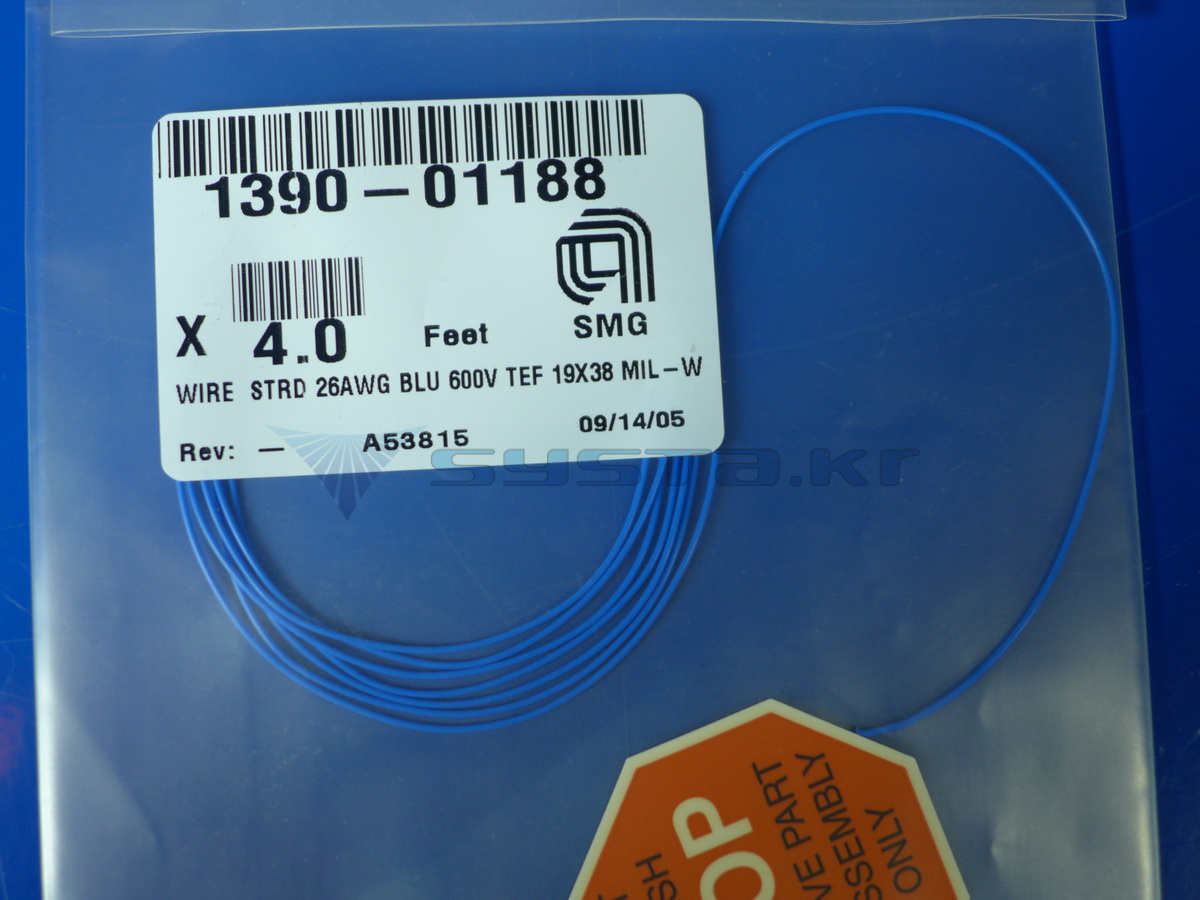 1390-01188
X 4.0 Feet
SMG
WIRE STRD 26AWG BLU 600V TEF 19X38 MIL-W
Rev: — A53815 09/14/05
systa.kr
OP
VE PART
SSEMBLY
ONLY
SH